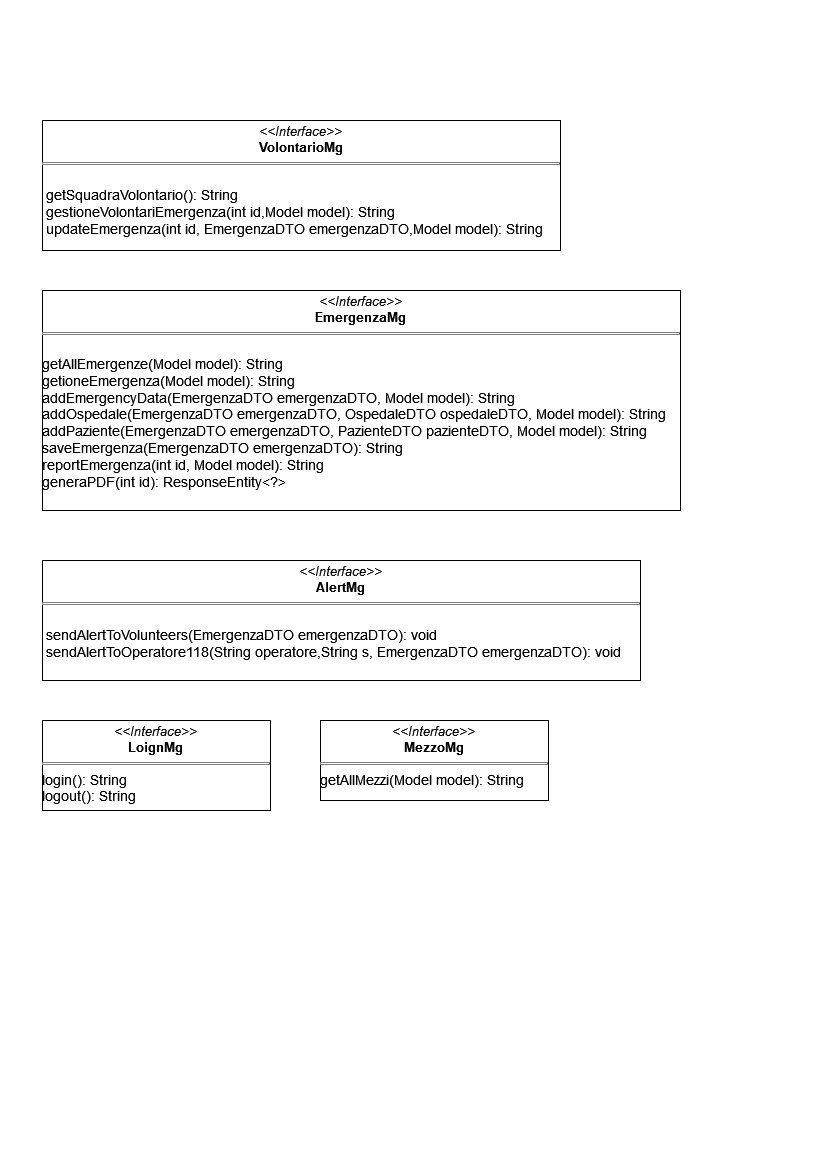 <<Interface>>
VolontarioMg
getSquadraVolontario(): String
gestioneVolontariEmergenza(int id,Model model): String
updateEmergenza(int id, EmergenzaDTO emergenzaDTO,Model model): String
<<Interface>>
EmergenzaMg
getAllEmergenze(Model model): String
getioneEmergenza(Model model): String
addEmergencyData(EmergenzaDTO emergenzaDTO, Model model): String
addOspedale(EmergenzaDTO emergenzaDTO, OspedaleDTO ospedaleDTO, Model model): String
addPaziente(EmergenzaDTO emergenzaDTO, PazienteDTO pazienteDTO, Model model): String
saveEmergenza(EmergenzaDTO emergenzaDTO): String
reportEmergenza(int id, Model model): String
generaPDF(int id): ResponseEntity<?>
<<Interface>>
AlertMg
sendAlertToVolunteers(EmergenzaDTO emergenzaDTO): void
sendAlertToOperatore118(String operatore,String s, EmergenzaDTO emergenzaDTO): void
<<Interface>>
LoignMg
login(): String
logout(): String
<<Interface>>
MezzoMg
getAllMezzi(Model model): String